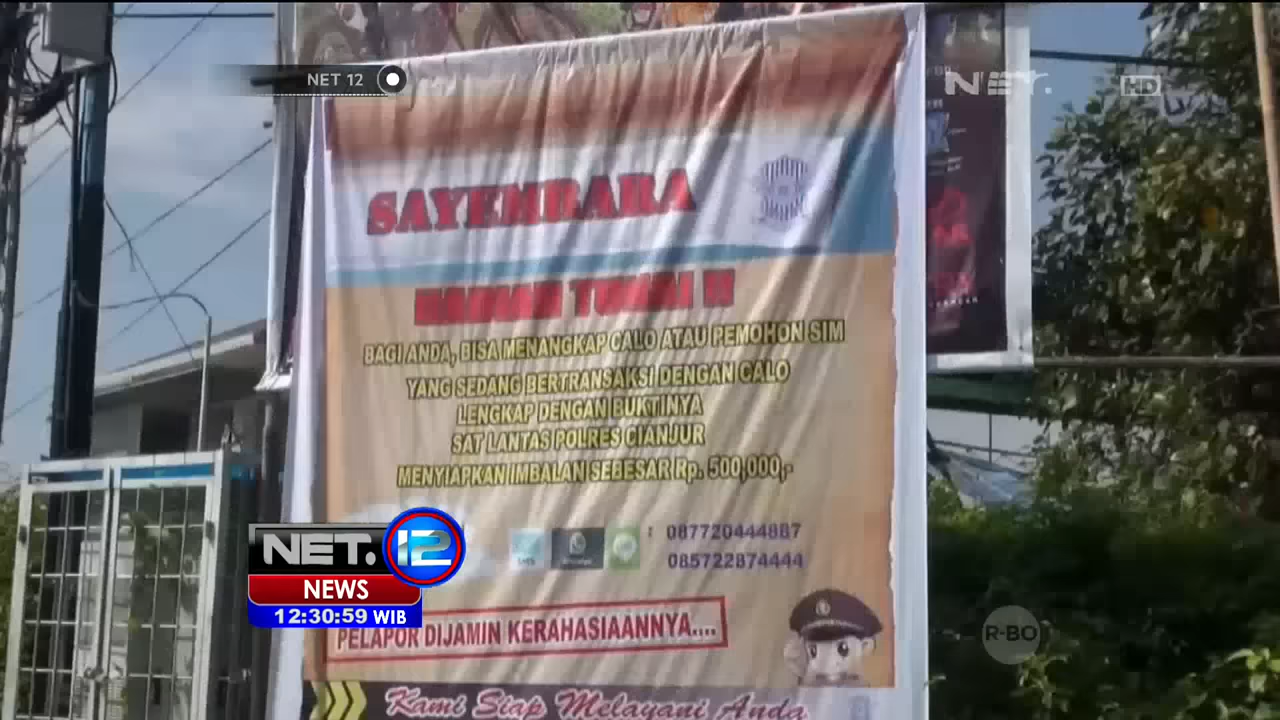 NET 12
NET. HD
SAYEMBARA
HADIAH TUNAI !!
BAGI ANDA, BISA MENANGKAP CALO ATAU PEMOHON SIM
YANG SEDANG BERTRANSAKSI DENGAN CALO
LENGKAP DENGAN BUKTINYA
SAT LANTAS POLRES CIANJUR
MENYIAPKAN IMBALAN SEBESAR Rp. 500,000,-
: 087720444887
085722874444
NET. 12
NEWS
12:30:59 WIB
PELAPOR DIJAMIN KERAHASIAANNYA....
R-BO
Kami Siap Melayani Anda